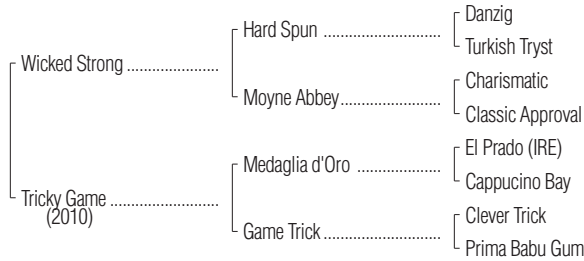 Danzig
Hard Spun ........................
Turkish Tryst
Wicked Strong ....................
Charismatic
Moyne Abbey.....................
Classic Approval
El Prado (IRE)
Medaglia d'Oro .................
Cappucino Bay
Tricky Game .......................
(2010)
Clever Trick
Game Trick.........................
Prima Babu Gum